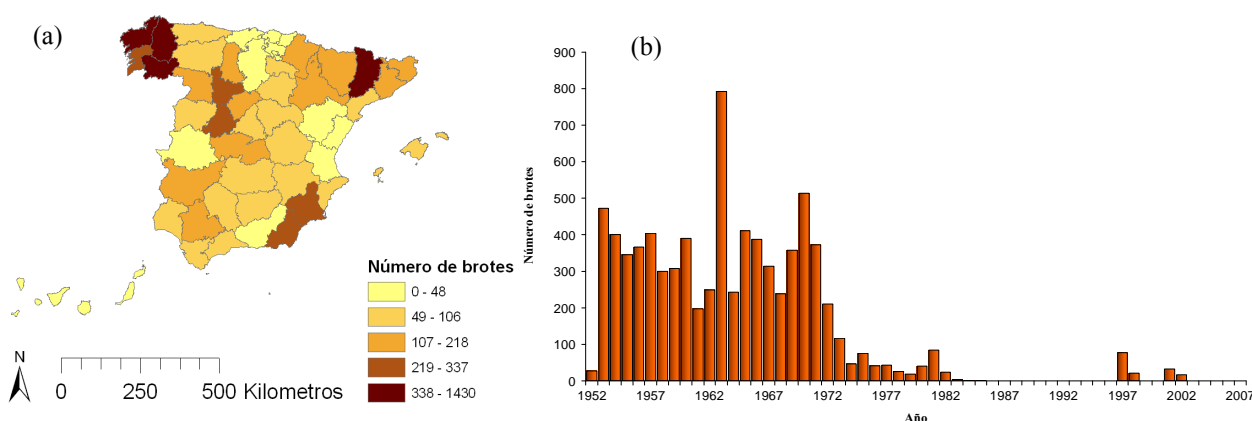 (a)
Número de brotes
0 - 48
49 - 106
107 - 218
219 - 337
338 - 1430
N
0 250 500 Kilometros
(b)
Número de brotes
900
800
700
600
500
400
300
200
100
0
1952 1957 1962 1967 1972 1977 1982 1987 1992 1997 2002 2007
Año